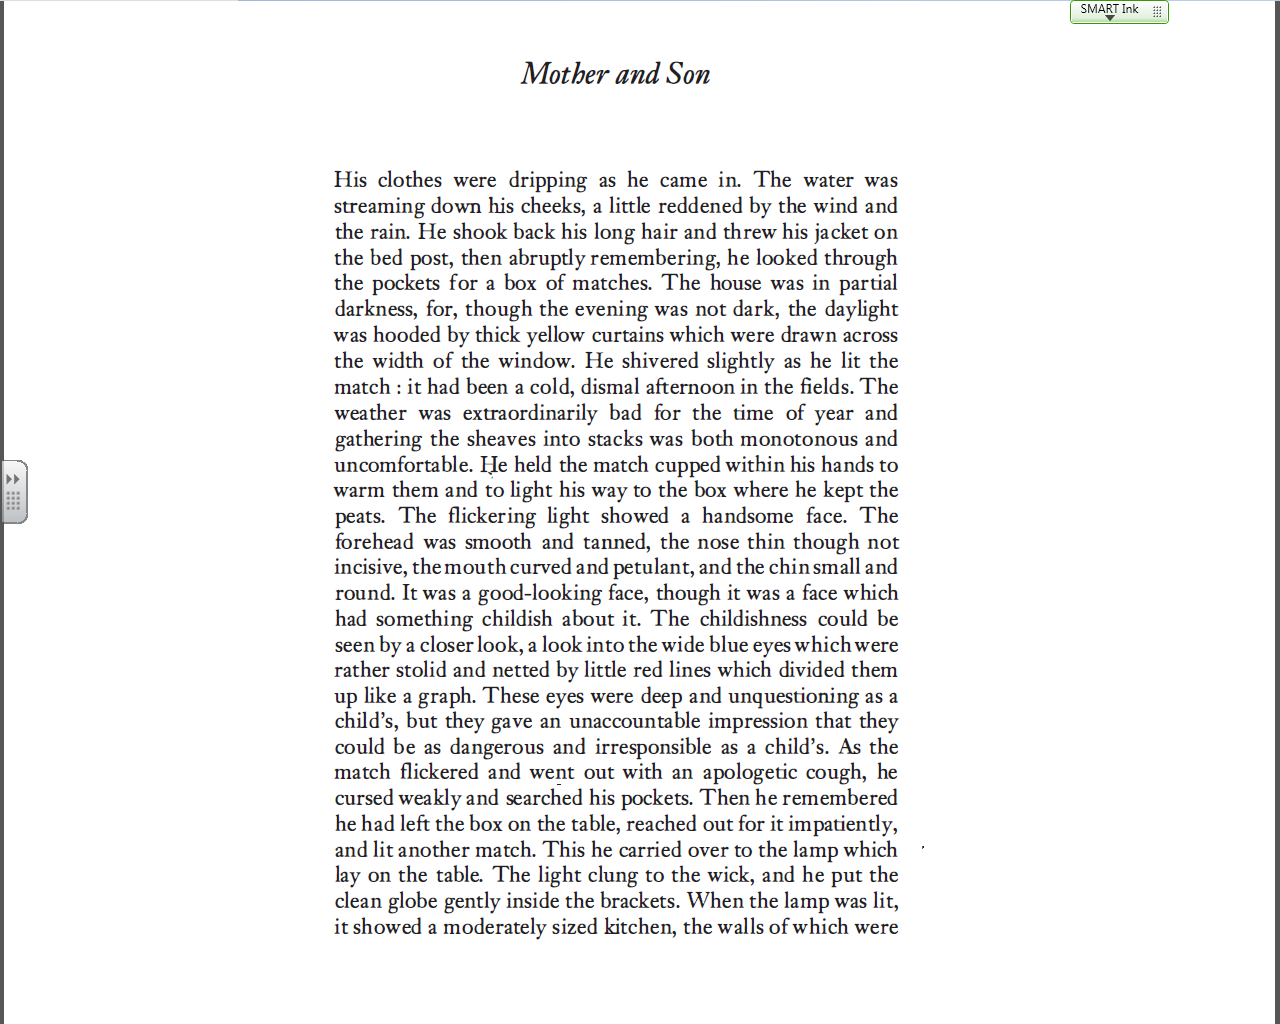 SMART Ink
Mother and Son
His clothes were dripping as he came in. The water was
streaming down his cheeks, a little reddened by the wind and
the rain. He shook back his long hair and threw his jacket on
the bed post, then abruptly remembering, he looked through
the pockets for a box of matches. The house was in partial
darkness, for, though the evening was not dark, the daylight
was hooded by thick yellow curtains which were drawn across
the width of the window. He shivered slightly as he lit the
match : it had been a cold, dismal afternoon in the fields. The
weather was extraordinarily bad for the time of year and
gathering the sheaves into stacks was both monotonous and
uncomfortable. He held the match cupped within his hands to
warm them and to light his way to the box where he kept the
peats. The flickering light showed a handsome face. The
forehead was smooth and tanned, the nose thin though not
incisive, the mouth curved and petulant, and the chin small and
round. It was a good-looking face, though it was a face which
had something childish about it. The childishness could be
seen by a closer look, a look into the wide blue eyes which were
rather stolid and netted by little red lines which divided them
up like a graph. These eyes were deep and unquestioning as a
child's, but they gave an unaccountable impression that they
could be as dangerous and irresponsible as a child's. As the
match flickered and went out with an apologetic cough, he
cursed weakly and searched his pockets. Then he remembered
he had left the box on the table, reached out for it impatiently,
and lit another match. This he carried over to the lamp which
lay on the table. The light clung to the wick, and he put the
clean globe gently inside the brackets. When the lamp was lit,
it showed a moderately sized kitchen, the walls of which were